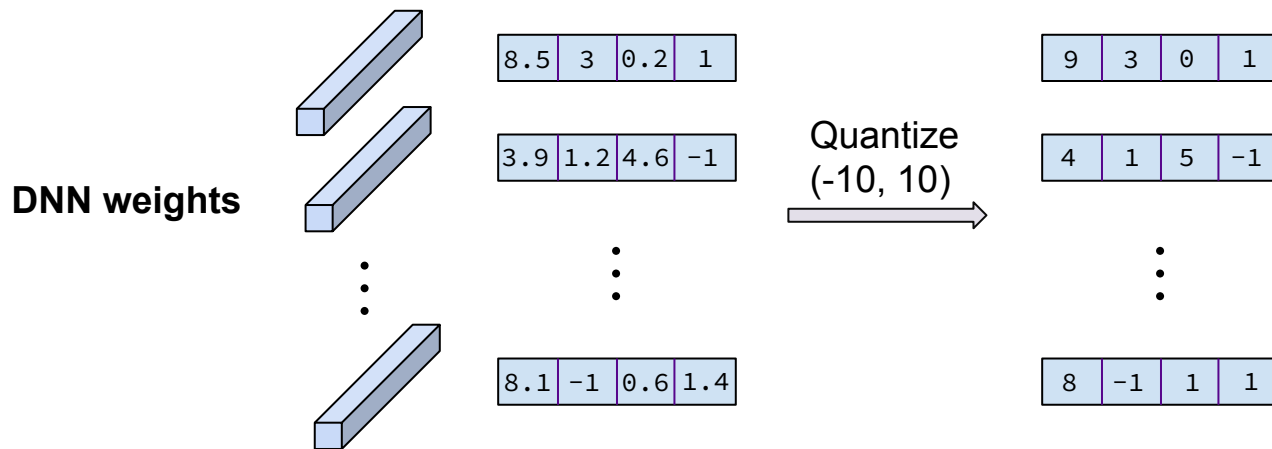 8.5 3 0.2 1
9 3 0 1
3.9 1.2 4.6 -1
Quantize
(-10, 10)
4 1 5 -1
DNN weights
8.1 -1 0.6 1.4
8 -1 1 1